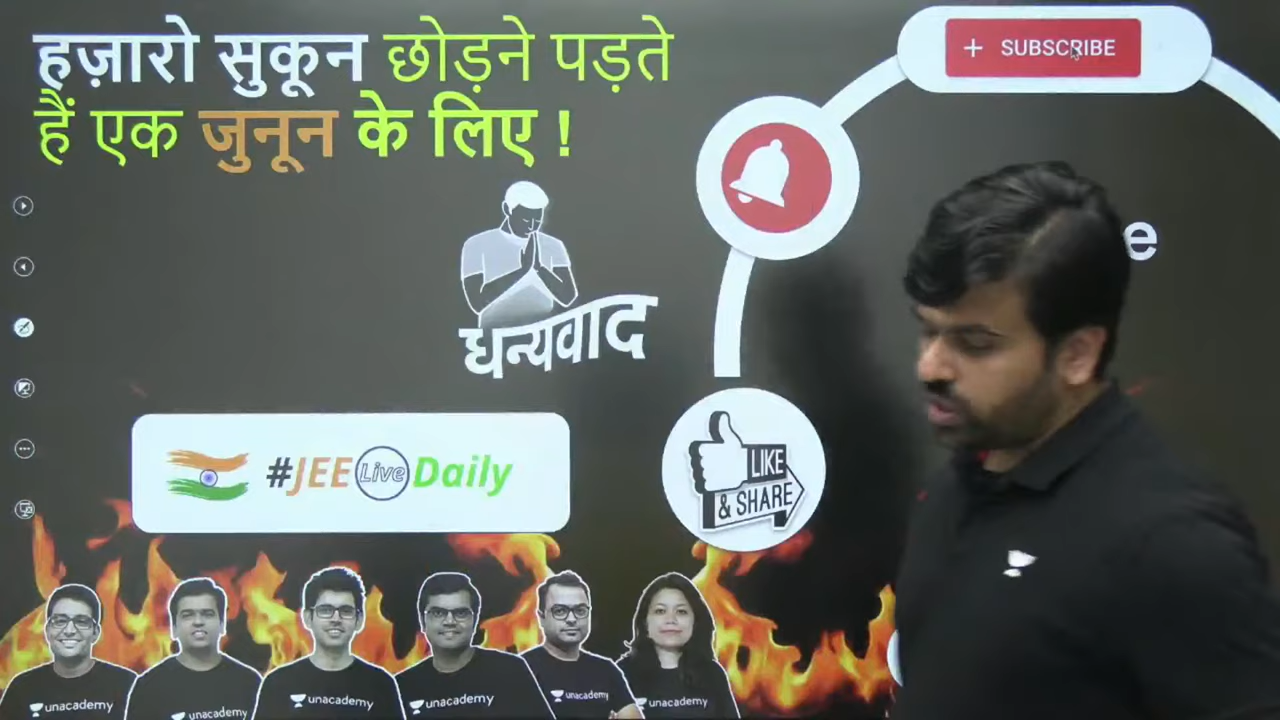 हज़ारो सुकून छोड़ने पड़ते
हैं एक जुनून के लिए !
+ SUBSCRIBE
e
धन्यवाद
#JEE Live Daily
LIKE
& SHARE
unacademy
unacademy
unacademy
unacademy
unacademy
unacademy